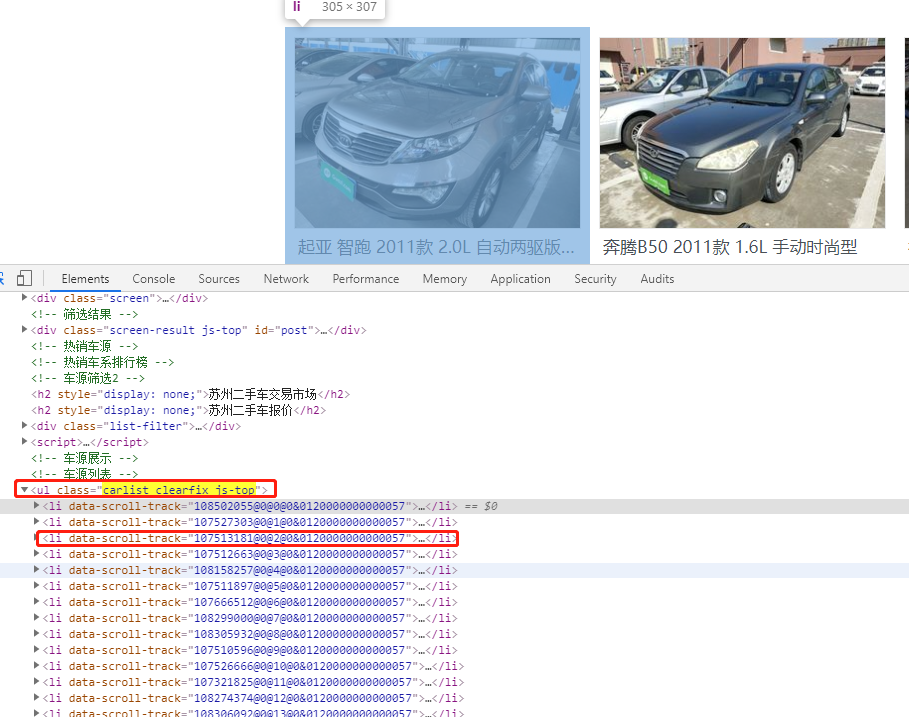 li 305 × 307
起亚 智跑 2011款 2.0L 自动两驱版...
奔腾B50 2011款 1.6L 手动时尚型
Elements Console Sources Network Performance Memory Application Security Audits
<div class="screen">…</div>
<!-- 筛选结果 -->
<div class="screen-result js-top" id="post">…</div>
<!-- 热销车源 -->
<!-- 热销车系排行榜 -->
<!-- 车源筛选2 -->
<h2 style="display: none;">苏州二手车交易市场</h2>
<h2 style="display: none;">苏州二手车报价</h2>
<div class="list-filter">…</div>
<script>…</script>
<!-- 车源展示 -->
<!-- 车源列表 -->
<ul class="carlist clearfix js-top">
<li data-scroll-track="108502055@0@0@0&0120000000000057">…</li> == $0
<li data-scroll-track="107527303@0@1@0&0120000000000057">…</li>
<li data-scroll-track="107513181@0@2@0&0120000000000057">…</li>
<li data-scroll-track="107512663@0@3@0&0120000000000057">…</li>
<li data-scroll-track="108158257@0@4@0&0120000000000057">…</li>
<li data-scroll-track="107511897@0@5@0&0120000000000057">…</li>
<li data-scroll-track="107666512@0@6@0&0120000000000057">…</li>
<li data-scroll-track="108299000@0@7@0&0120000000000057">…</li>
<li data-scroll-track="108305932@0@8@0&0120000000000057">…</li>
<li data-scroll-track="107510596@0@9@0&0120000000000057">…</li>
<li data-scroll-track="107526666@0@10@0&0120000000000057">…</li>
<li data-scroll-track="107321825@0@11@0&0120000000000057">…</li>
<li data-scroll-track="108274374@0@12@0&0120000000000057">…</li>
<li data-scroll-track="108306092@0@13@0&0120000000000057">…</li>